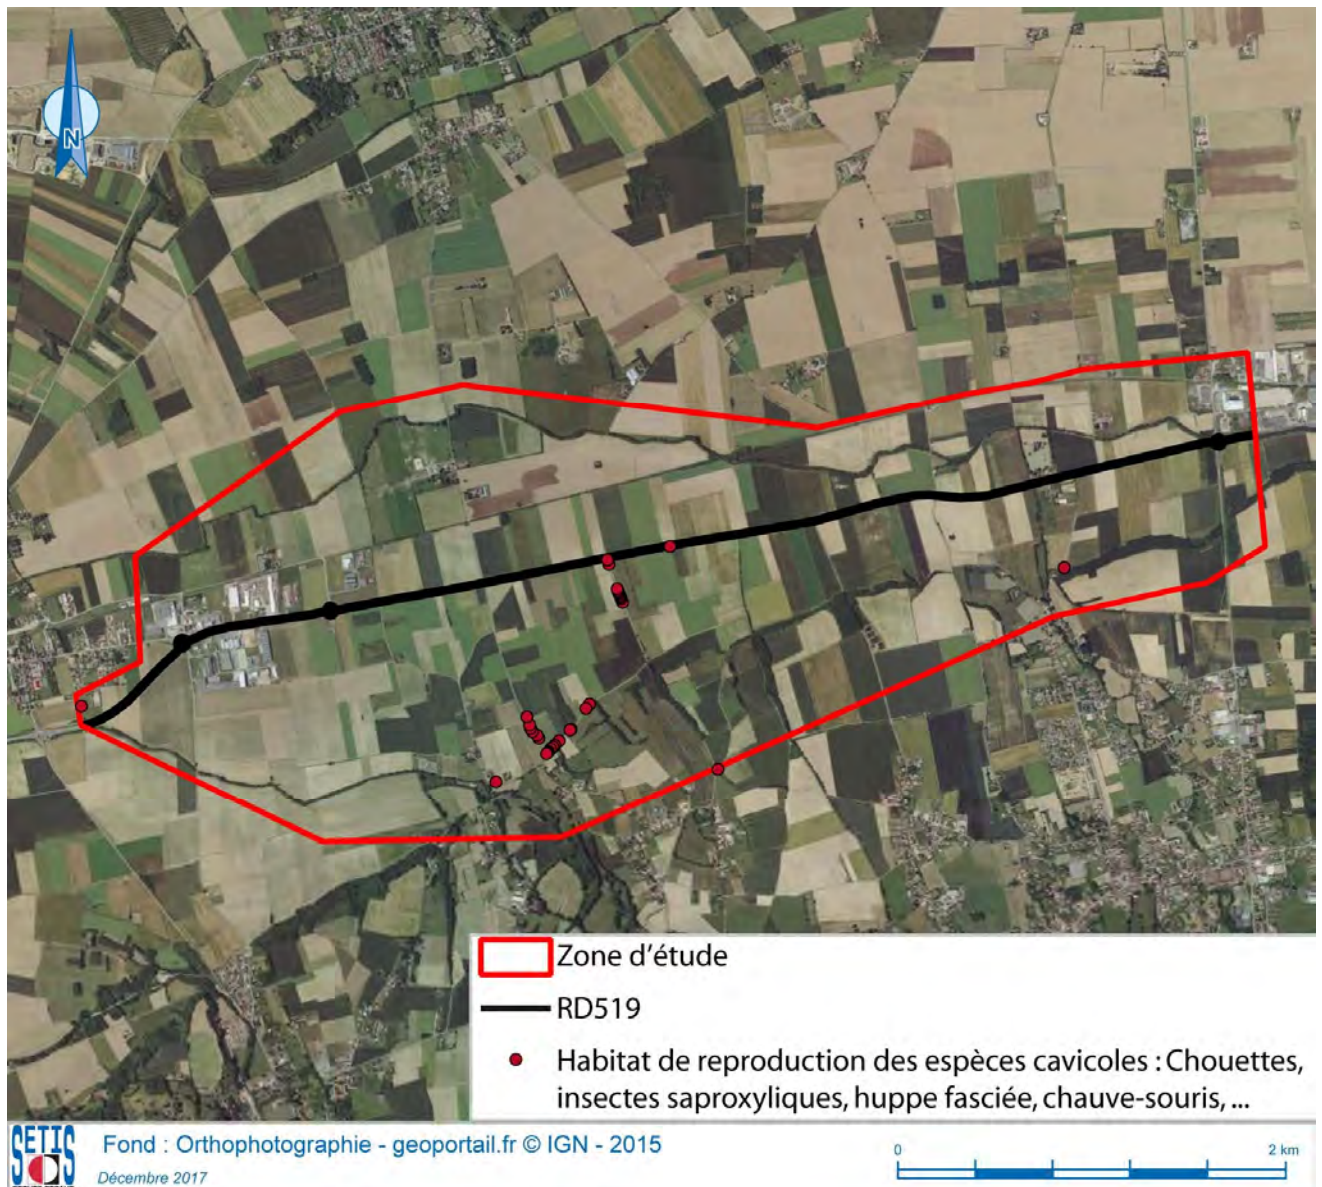 N
Zone d'étude
RD519
Habitat de reproduction des espèces cavicoles : Chouettes,
insectes saproxyliques, huppe fasciée, chauve-souris, ...
SETIS
Fond : Orthophotographie - geoportail.fr © IGN - 2015
Décembre 2017
0
2 km